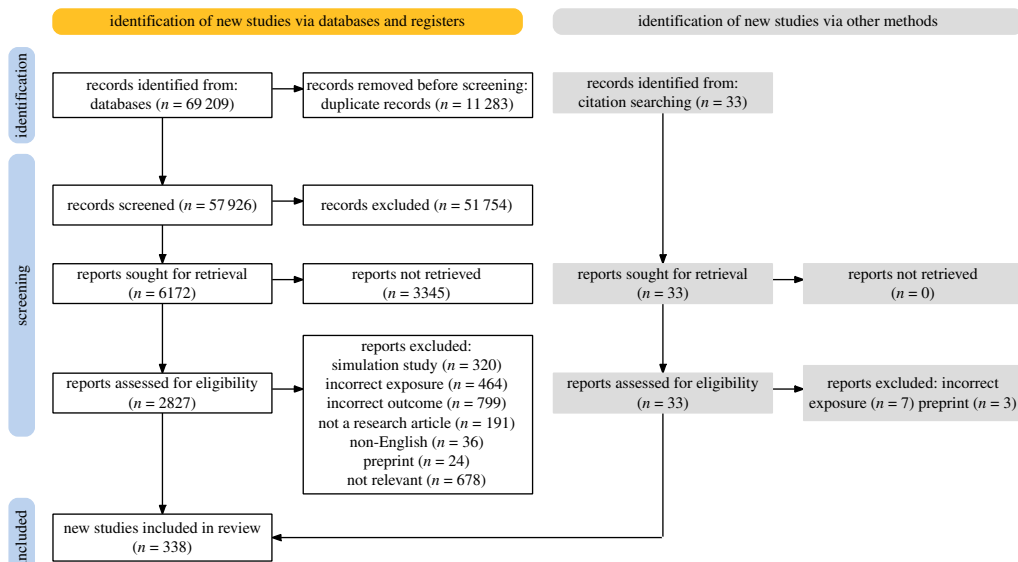 identification of new studies via databases and registers
identification of new studies via other methods
identification
records identified from:
databases (n = 69 209)
records removed before screening:
duplicate records (n = 11 283)
records identified from:
citation searching (n = 33)
screening
records screened (n = 57 926)
records excluded (n = 51 754)
reports sought for retrieval
(n = 6172)
reports not retrieved
(n = 3345)
reports sought for retrieval
(n = 33)
reports not retrieved
(n = 0)
reports assessed for eligibility
(n = 2827)
reports excluded:
simulation study (n = 320)
incorrect exposure (n = 464)
incorrect outcome (n = 799)
not a research article (n = 191)
non-English (n = 36)
preprint (n = 24)
not relevant (n = 678)
reports assessed for eligibility
(n = 33)
reports excluded: incorrect
exposure (n = 7) preprint (n = 3)
included
new studies included in review
(n = 338)